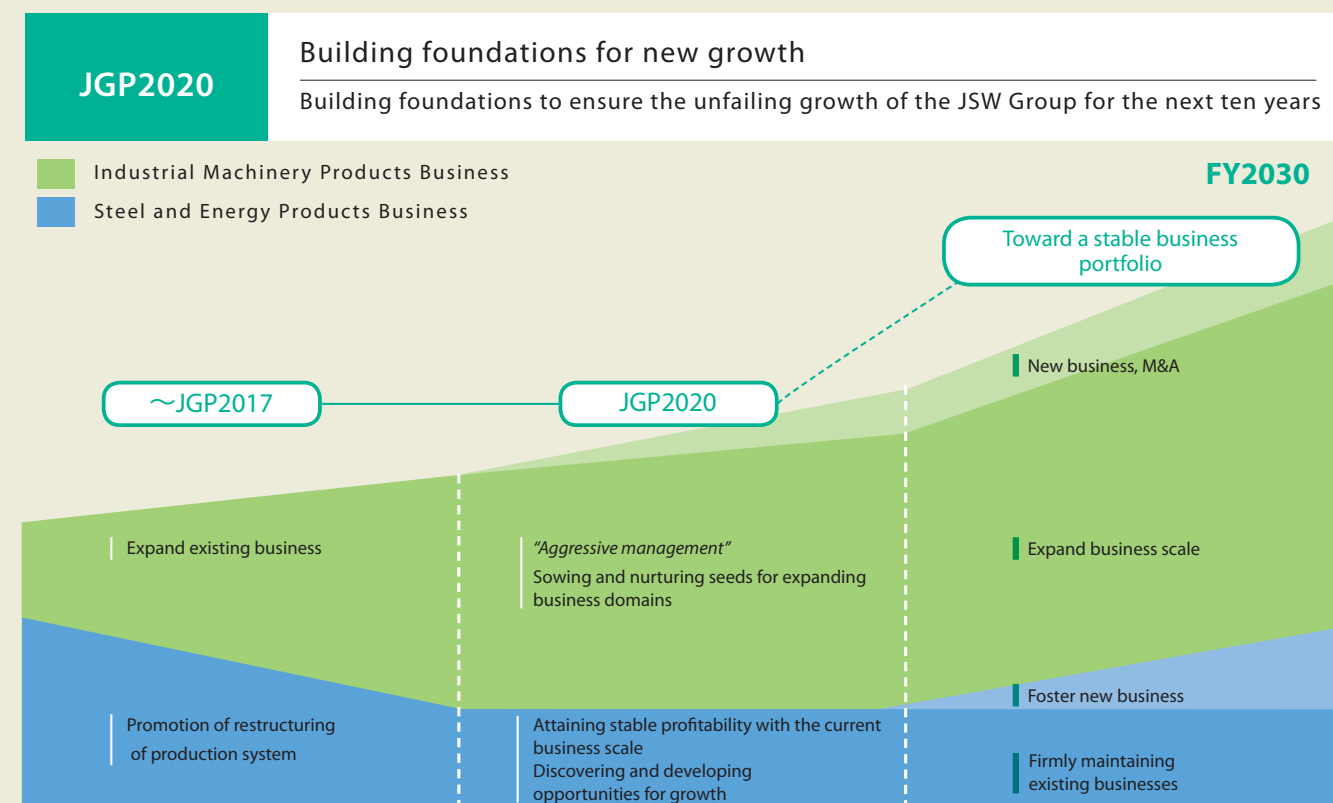 JGP2020
Building foundations for new growth
Building foundations to ensure the unfailing growth of the JSW Group for the next ten years
Industrial Machinery Products Business
Steel and Energy Products Business
FY2030
Toward a stable business
portfolio
～JGP2017
JGP2020
New business, M&A
Expand existing business
"Aggressive management"
Sowing and nurturing seeds for expanding
business domains
Expand business scale
Foster new business
Promotion of restructuring
of production system
Attaining stable profitability with the current
business scale
Discovering and developing
opportunities for growth
Firmly maintaining
existing businesses